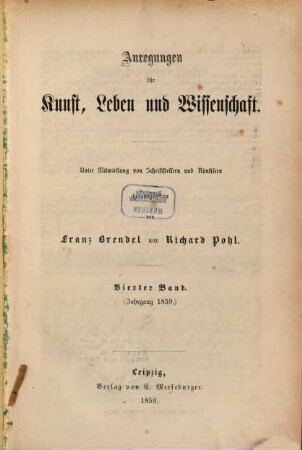 Anregungen
für
Kunst, Leben und Wissenschaft.
Unter Mitwirkung von Schriftstellern und Künstlern
Franz Brendel und Richard Pohl.
Vierter Band.
(Jahrgang 1859.)
Leipzig,
Verlag von C. Merseburger.
1859.